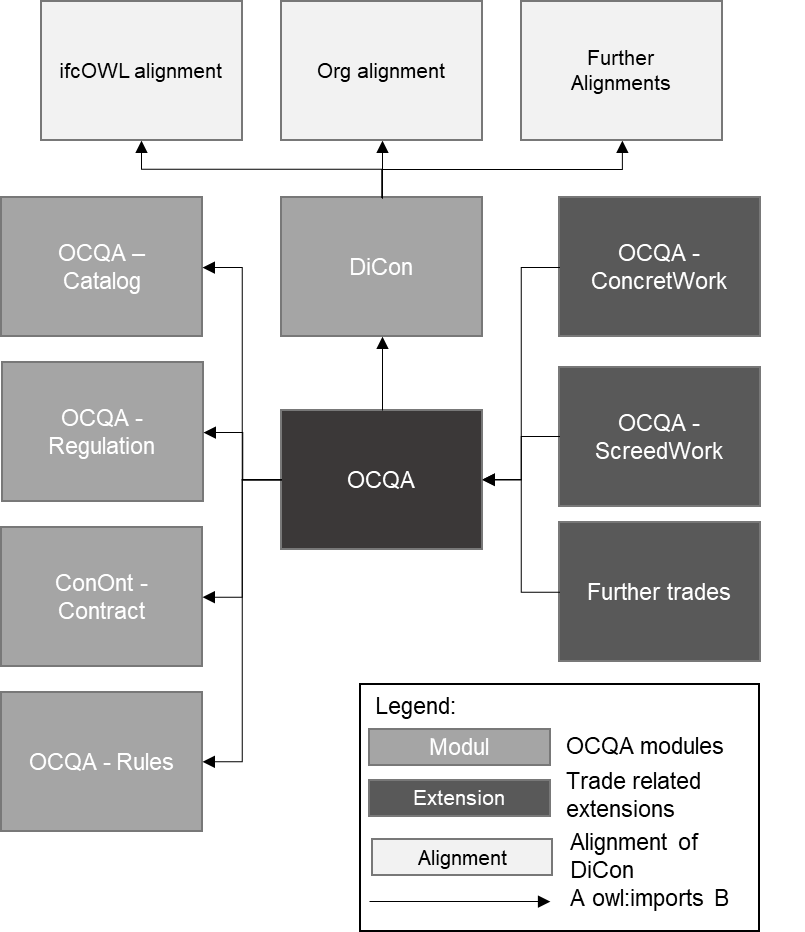 ifcOWL alignment
Org alignment
Further
Alignments
OCQA –
Catalog
DiCon
OCQA -
ConcretWork
OCQA -
Regulation
OCQA
OCQA -
ScreedWork
ConOnt -
Contract
Further trades
OCQA - Rules
Legend:
Modul
OCQA modules
Extension
Trade related
extensions
Alignment
Alignment of
DiCon
A owl:imports B